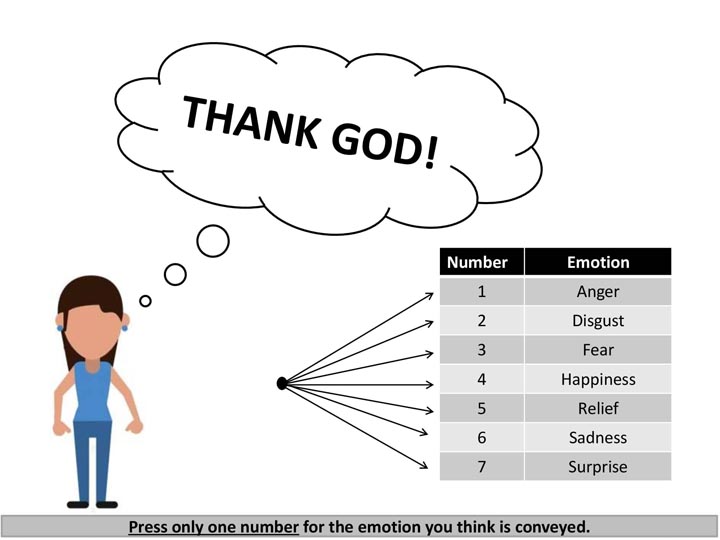 THANK GOD!
Number Emotion
1 Anger
2 Disgust
3 Fear
4 Happiness
5 Relief
6 Sadness
7 Surprise
Press only one number for the emotion you think is conveyed.